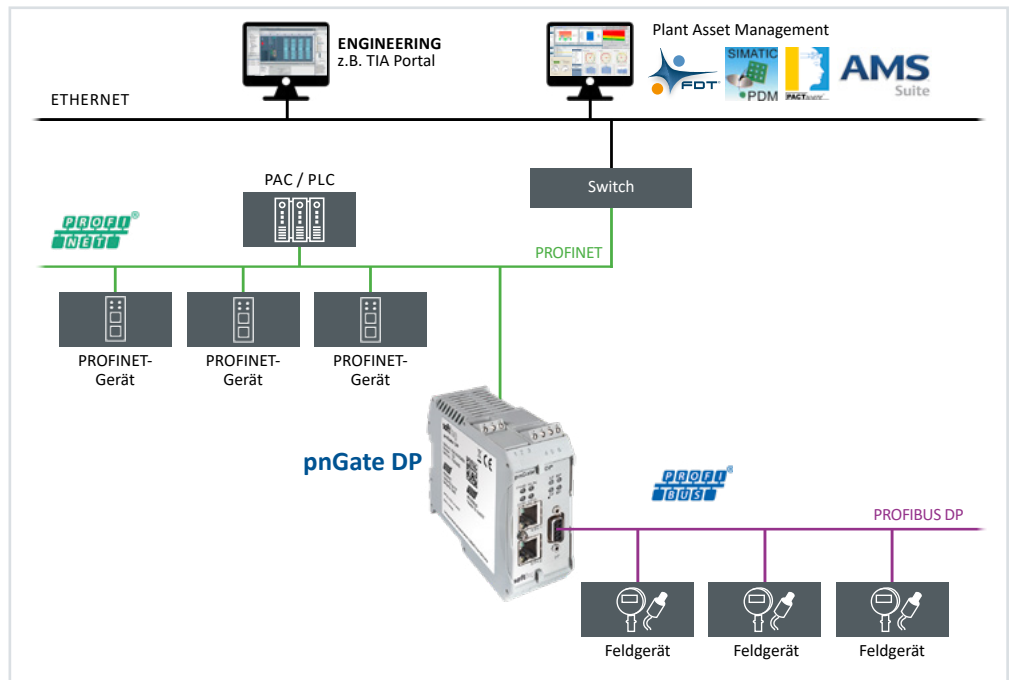 ENGINEERING
z.B. TIA Portal
Plant Asset Management
FDT
SIMATIC
PDM
PACTware
AMS
Suite
ETHERNET
PAC / PLC
Switch
PROFI®
NET
PROFINET
PROFINET-
Gerät
PROFINET-
Gerät
PROFINET-
Gerät
pnGate DP
PROFI®
BUS
PROFIBUS DP
Feldgerät
Feldgerät
Feldgerät